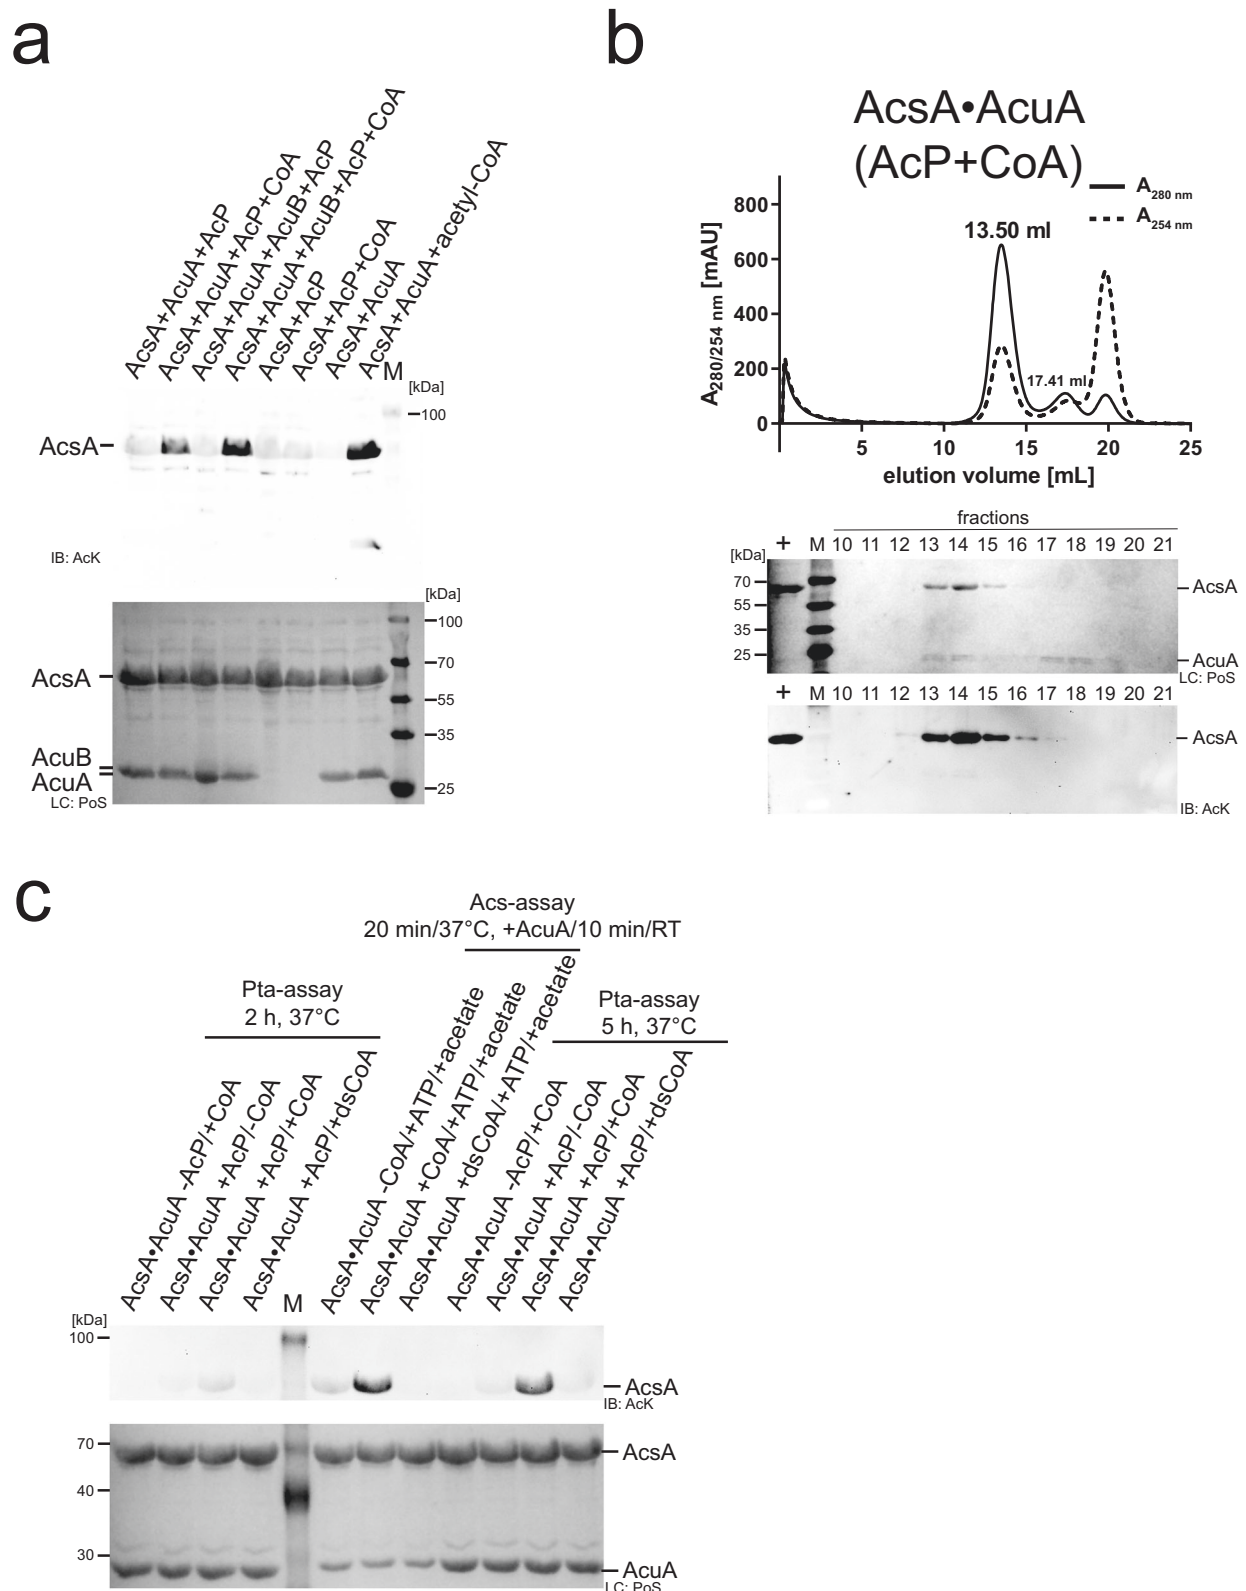 a
AcsA+AcuA+AcP
AcsA+AcuA+AcP+CoA
AcsA+AcuA+AcuB+AcP
AcsA+AcuA+AcuB+AcP+CoA
AcsA+AcP
AcsA+AcP+CoA
AcsA+AcuA
AcsA+AcuA+acetyl-CoA
M
[kDa]
100
AcsA
IB: AcK
[kDa]
100
70
AcsA
55
35
AcuB
AcuA
25
LC: PoS
b
AcsA•AcuA
(AcP+CoA)
A280 nm
A254 nm
A280/254 nm [mAU]
800
600
400
200
0
13.50 ml
17.41 ml
5 10 15 20 25
elution volume [mL]
fractions
+ M 10 11 12 13 14 15 16 17 18 19 20 21
[kDa]
70
55
35
25
AcsA
AcuA
LC: PoS
+ M 10 11 12 13 14 15 16 17 18 19 20 21
AcsA
IB: AcK
c
Acs-assay
20 min/37°C, +AcuA/10 min/RT
Pta-assay
2 h, 37°C
Pta-assay
5 h, 37°C
AcsA•AcuA -AcP/+CoA
AcsA•AcuA +AcP/-CoA
AcsA•AcuA +AcP/+CoA
AcsA•AcuA +AcP/+dsCoA
M
AcsA•AcuA -CoA/+ATP/+acetate
AcsA•AcuA +CoA/+ATP/+acetate
AcsA•AcuA +dsCoA/+ATP/+acetate
AcsA•AcuA -AcP/+CoA
AcsA•AcuA +AcP/-CoA
AcsA•AcuA +AcP/+CoA
AcsA•AcuA +AcP/+dsCoA
[kDa]
100
AcsA
IB: AcK
70
AcsA
40
30
AcuA
LC: PoS